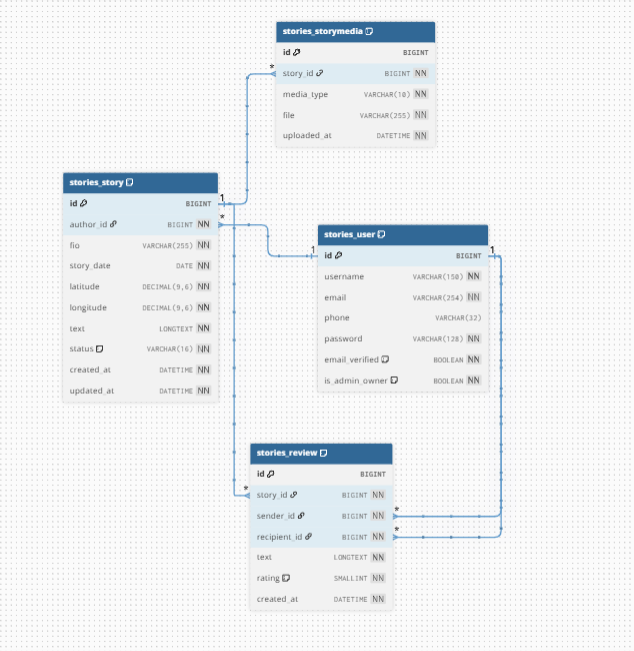 stories_storymedia
id BIGINT
* story_id BIGINT NN
media_type VARCHAR(10) NN
file VARCHAR(255) NN
uploaded_at DATETIME NN
stories_story
id BIGINT 1
author_id BIGINT NN *
fio VARCHAR(255) NN
story_date DATE NN
latitude DECIMAL(9,6) NN
longitude DECIMAL(9,6) NN
text LONGTEXT NN
status VARCHAR(16) NN
created_at DATETIME NN
updated_at DATETIME NN
stories_user
1 id BIGINT 1
username VARCHAR(150) NN
email VARCHAR(254) NN
phone VARCHAR(32)
password VARCHAR(128) NN
email_verified BOOLEAN NN
is_admin_owner BOOLEAN NN
stories_review
id BIGINT
* story_id BIGINT NN
sender_id BIGINT NN *
recipient_id BIGINT NN *
text LONGTEXT NN
rating SMALLINT NN
created_at DATETIME NN